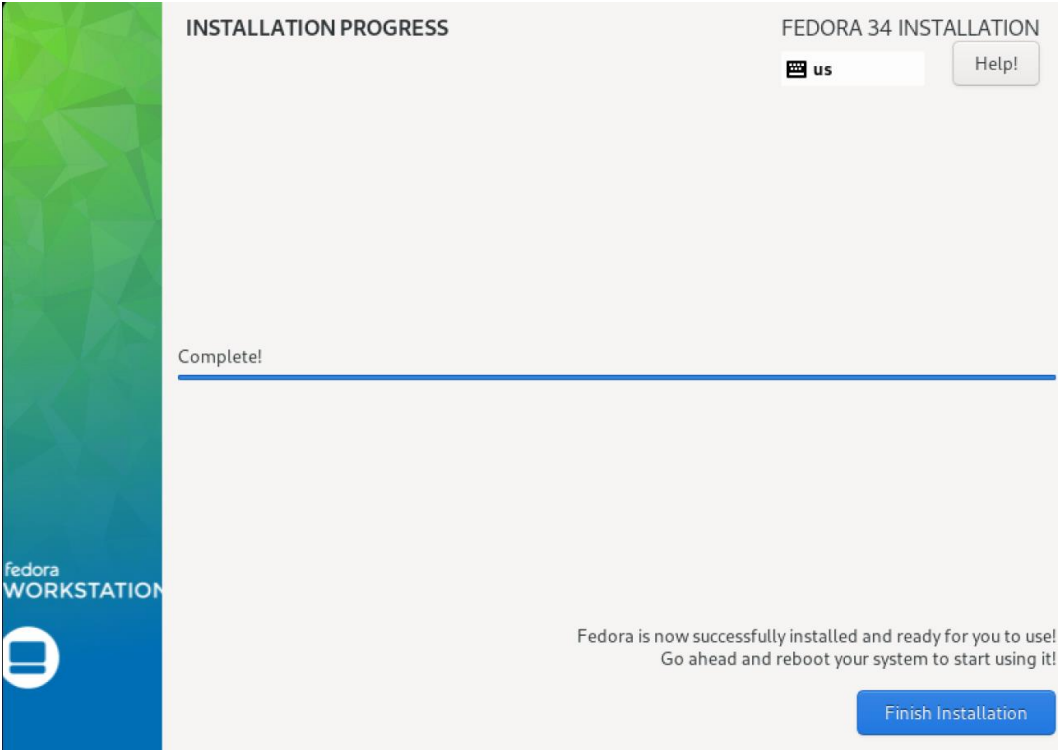 INSTALLATION PROGRESS
FEDORA 34 INSTALLATION
us
Help!
Complete!
fedora
WORKSTATION
Fedora is now successfully installed and ready for you to use!
Go ahead and reboot your system to start using it!
Finish Installation